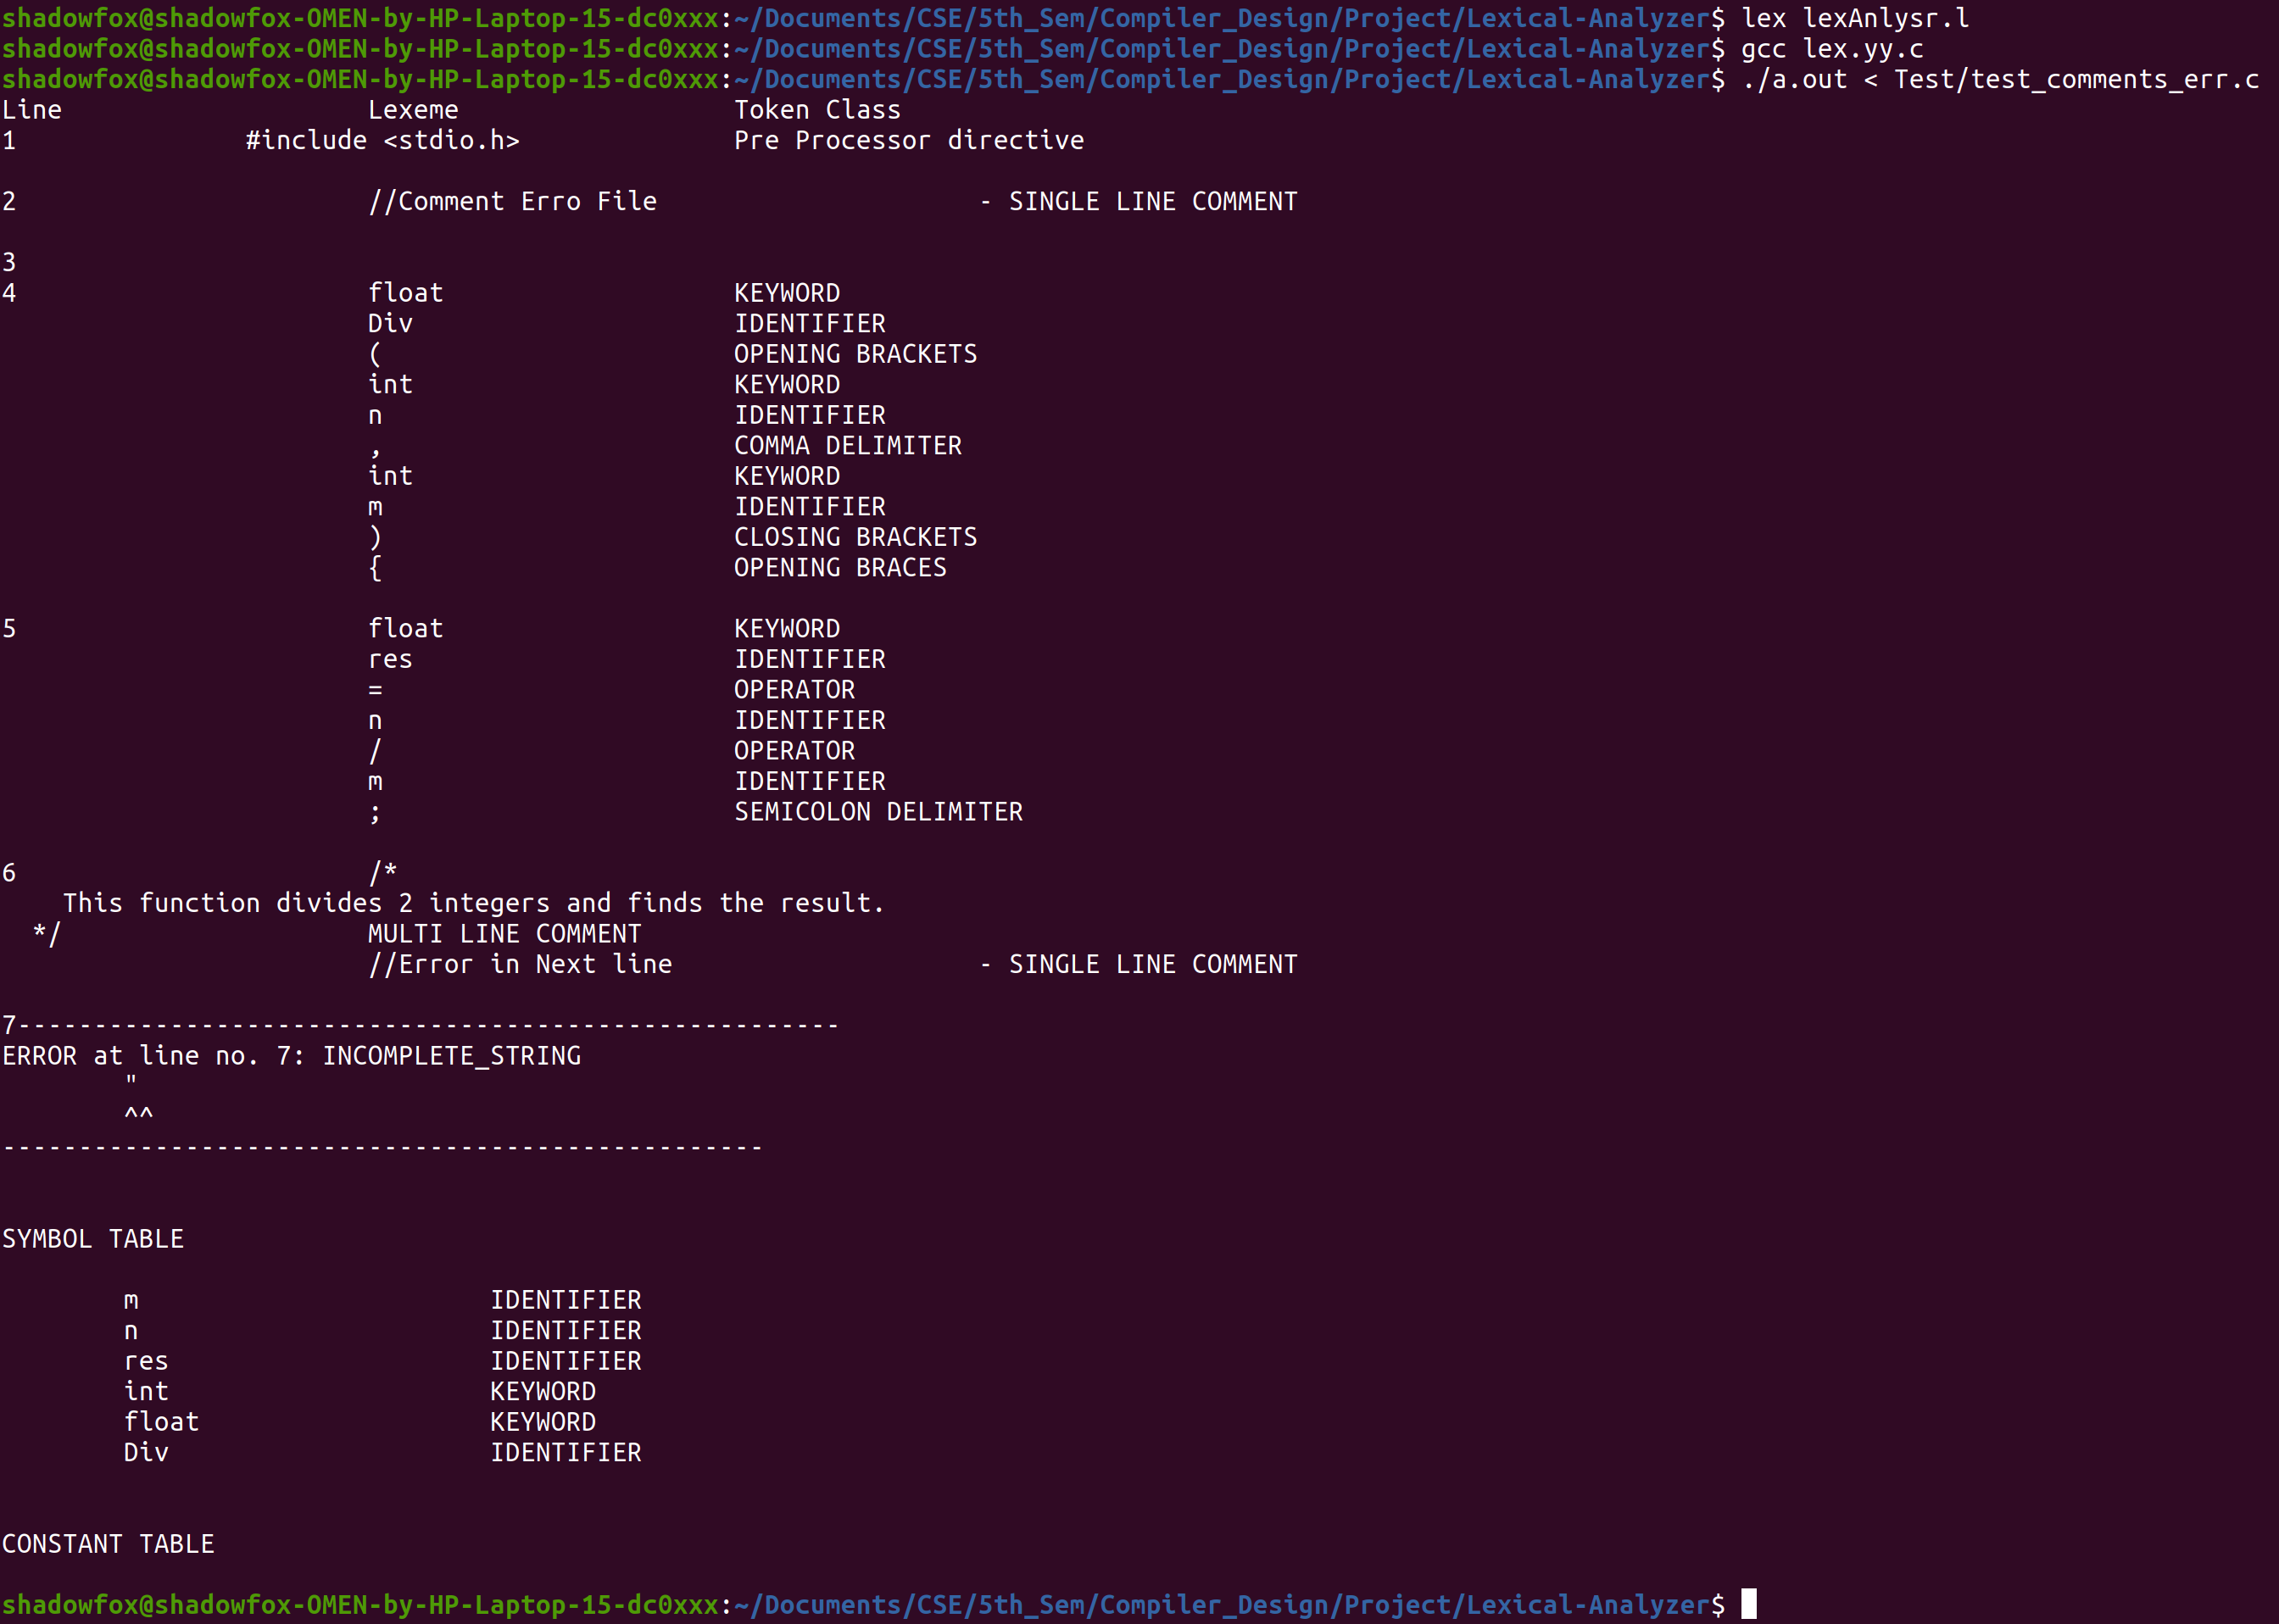 shadowfox@shadowfox-OMEN-by-HP-Laptop-15-dc0xxx:~/Documents/CSE/5th_Sem/Compiler_Design/Project/Lexical-Analyzer$ lex lexAnlysr.l
shadowfox@shadowfox-OMEN-by-HP-Laptop-15-dc0xxx:~/Documents/CSE/5th_Sem/Compiler_Design/Project/Lexical-Analyzer$ gcc lex.yy.c
shadowfox@shadowfox-OMEN-by-HP-Laptop-15-dc0xxx:~/Documents/CSE/5th_Sem/Compiler_Design/Project/Lexical-Analyzer$ ./a.out < Test/test_comments_err.c
Line                    Lexeme                  Token Class
1               #include <stdio.h>              Pre Processor directive

2                       //Comment Erro File                     - SINGLE LINE COMMENT

3
4                       float                   KEYWORD
                        Div                     IDENTIFIER
                        (                       OPENING BRACKETS
                        int                     KEYWORD
                        n                       IDENTIFIER
                        ,                       COMMA DELIMITER
                        int                     KEYWORD
                        m                       IDENTIFIER
                        )                       CLOSING BRACKETS
                        {                       OPENING BRACES

5                       float                   KEYWORD
                        res                     IDENTIFIER
                        =                       OPERATOR
                        n                       IDENTIFIER
                        /                       OPERATOR
                        m                       IDENTIFIER
                        ;                       SEMICOLON DELIMITER

6                       /*
    This function divides 2 integers and finds the result.
  */                    MULTI LINE COMMENT
                        //Error in Next line                    - SINGLE LINE COMMENT

7------------------------------------------------------
ERROR at line no. 7: INCOMPLETE_STRING
        "
        ^^
--------------------------------------------------


SYMBOL TABLE

        m                       IDENTIFIER
        n                       IDENTIFIER
        res                     IDENTIFIER
        int                     KEYWORD
        float                   KEYWORD
        Div                     IDENTIFIER


CONSTANT TABLE

shadowfox@shadowfox-OMEN-by-HP-Laptop-15-dc0xxx:~/Documents/CSE/5th_Sem/Compiler_Design/Project/Lexical-Analyzer$